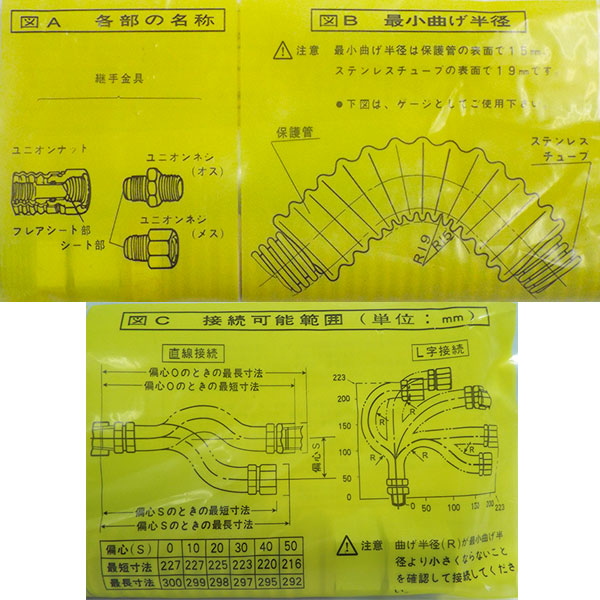 図A 各部の名称
継手金具
ユニオンナット
ユニオンネジ
(オス)
ユニオンネジ
(メス)
フレアシート部
シート部
図B 最小曲げ半径
注意 最小曲げ半径は保護管の表面で15mm
ステンレスチューブの表面で19mmです
●下図は、ゲージとしてご使用下さい
保護管
ステンレス
チューブ
R19
R15
図C 接続可能範囲(単位:mm)
直線接続
偏心0のときの最長寸法
偏心0のときの最短寸法
偏心S
偏心Sのときの最短寸法
偏心Sのときの最長寸法
偏心(S) 0 10 20 30 40 50
最短寸法 227 227 225 223 220 216
最長寸法 300 299 298 297 295 292
L字接続
223
200
150
100
50
0
R R R R
0 50 100 150 200 223
注意 曲げ半径(R)が最小曲げ半
径より小さくならないこと
を確認して接続してくださ
い。